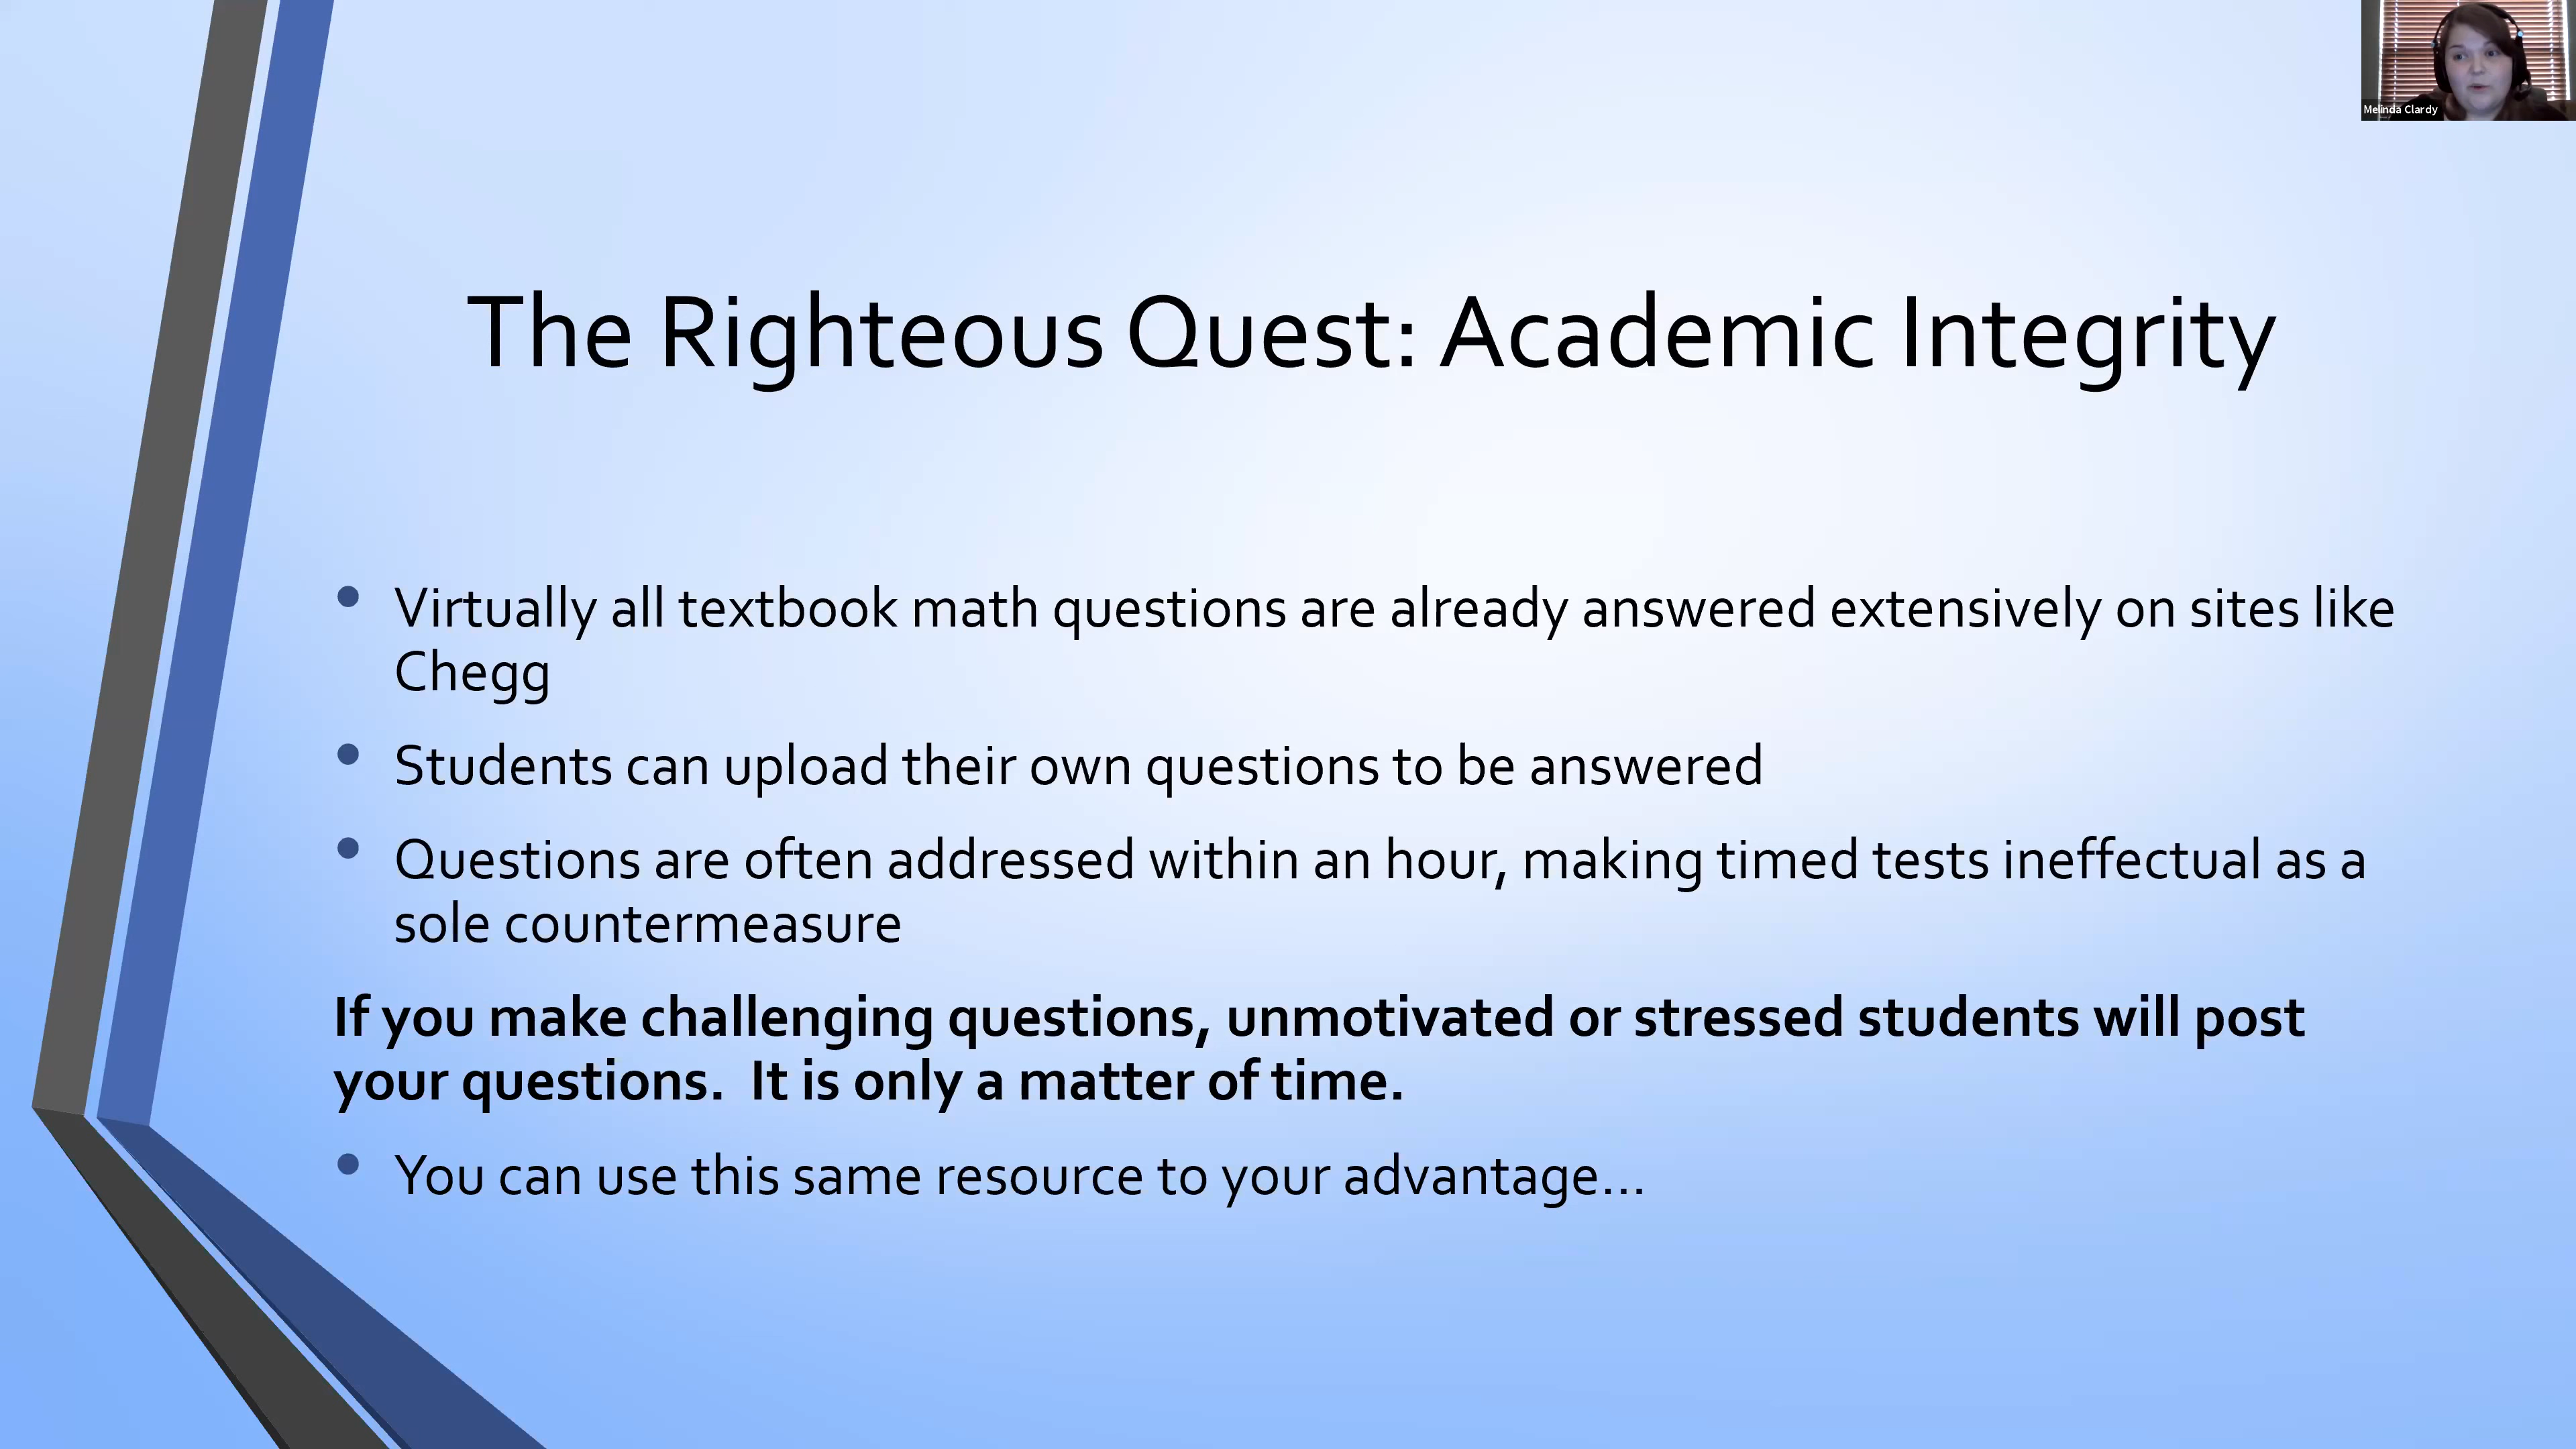 Melinda Clardy
The Righteous Quest: Academic Integrity
• Virtually all textbook math questions are already answered extensively on sites like
Chegg
• Students can upload their own questions to be answered
• Questions are often addressed within an hour, making timed tests ineffectual as a
sole countermeasure
If you make challenging questions, unmotivated or stressed students will post
your questions.  It is only a matter of time.
• You can use this same resource to your advantage...